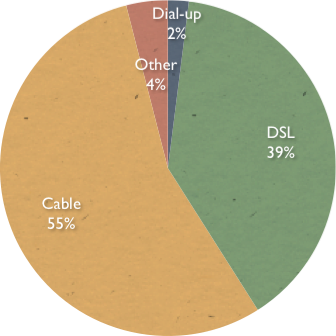 Dial-up
2%
Other
4%
DSL
39%
Cable
55%